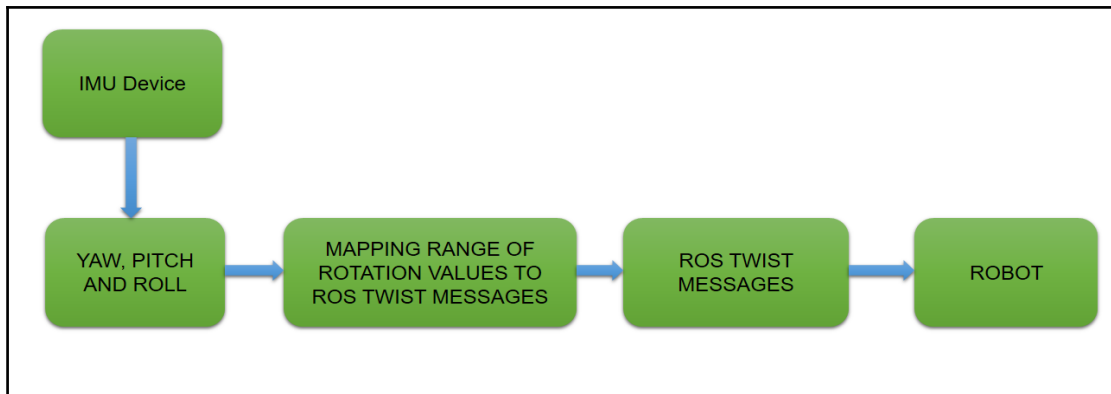 IMU Device
YAW, PITCH
AND ROLL
MAPPING RANGE OF
ROTATION VALUES TO
ROS TWIST MESSAGES
ROS TWIST
MESSAGES
ROBOT